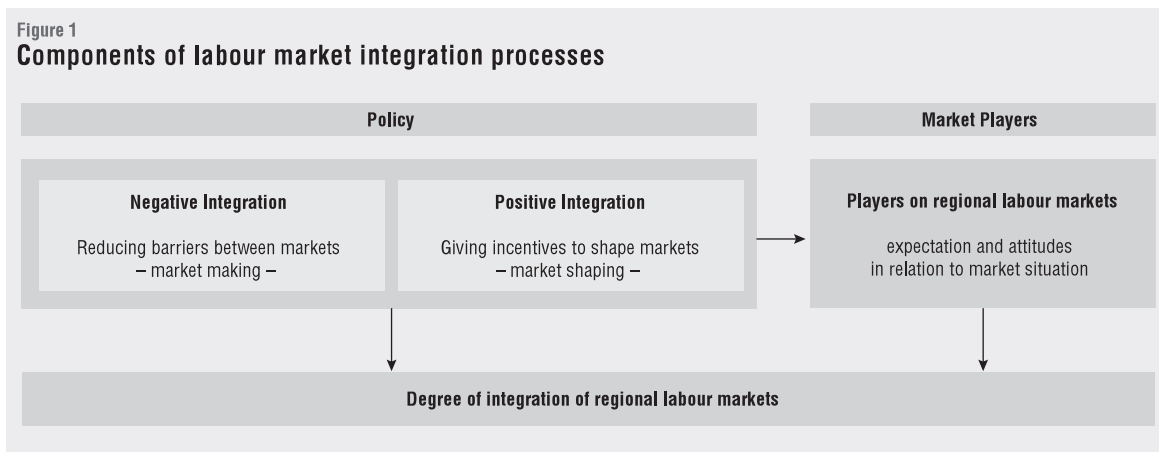 Figure 1
Components of labour market integration processes
Policy
Market Players
Negative Integration
Reducing barriers between markets
– market making –
Positive Integration
Giving incentives to shape markets
– market shaping –
Players on regional labour markets
expectation and attitudes
in relation to market situation
Degree of integration of regional labour markets